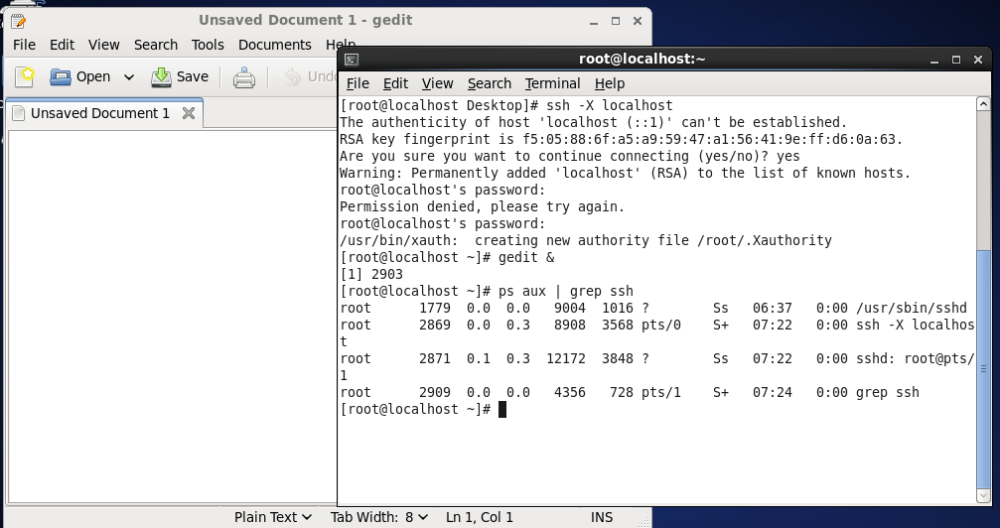 Unsaved Document 1 - gedit
File Edit View Search Tools Documents Help
Open Save Undo
Unsaved Document 1
root@localhost:~
File Edit View Search Terminal Help
[root@localhost Desktop]# ssh -X localhost
The authenticity of host 'localhost (::1)' can't be established.
RSA key fingerprint is f5:05:88:6f:a5:a9:59:47:a1:56:41:9e:ff:d6:0a:63.
Are you sure you want to continue connecting (yes/no)? yes
Warning: Permanently added 'localhost' (RSA) to the list of known hosts.
root@localhost's password:
Permission denied, please try again.
root@localhost's password:
/usr/bin/xauth:  creating new authority file /root/.Xauthority
[root@localhost ~]# gedit &
[1] 2903
[root@localhost ~]# ps aux | grep ssh
root      1779  0.0  0.0   9004  1016 ?        Ss   06:37   0:00 /usr/sbin/sshd
root      2869  0.0  0.3   8908  3568 pts/0    S+   07:22   0:00 ssh -X localhos
t
root      2871  0.1  0.3  12172  3848 ?        Ss   07:22   0:00 sshd: root@pts/
1
root      2909  0.0  0.0   4356   728 pts/1    S+   07:24   0:00 grep ssh
[root@localhost ~]#
Plain Text Tab Width: 8 Ln 1, Col 1 INS